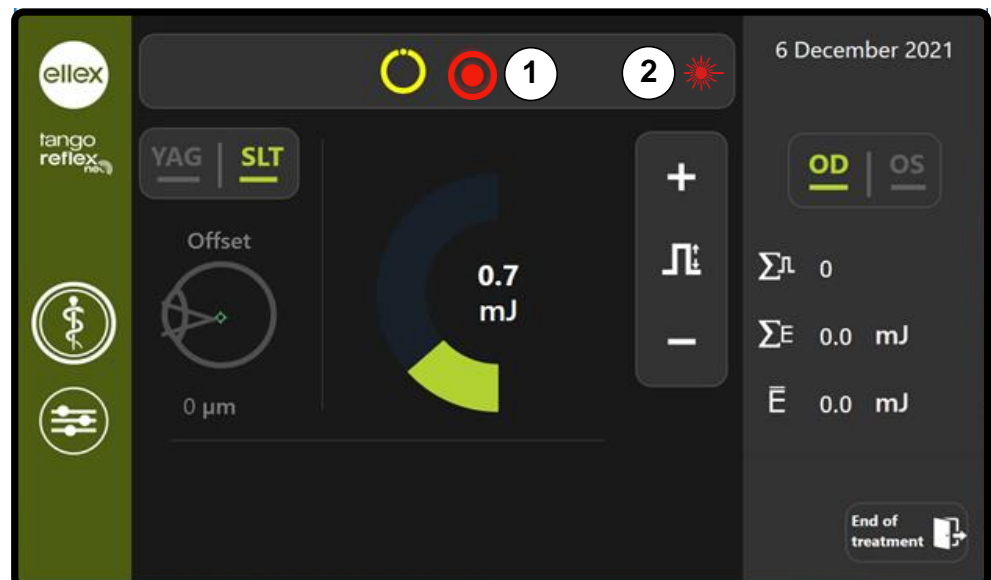 ellex
tango
reflex
neo
1
2
6 December 2021
YAG | SLT
OD | OS
Offset
0 µm
0.7
mJ
+
−
Σ 0
ΣE 0.0 mJ
Ē 0.0 mJ
End of
treatment